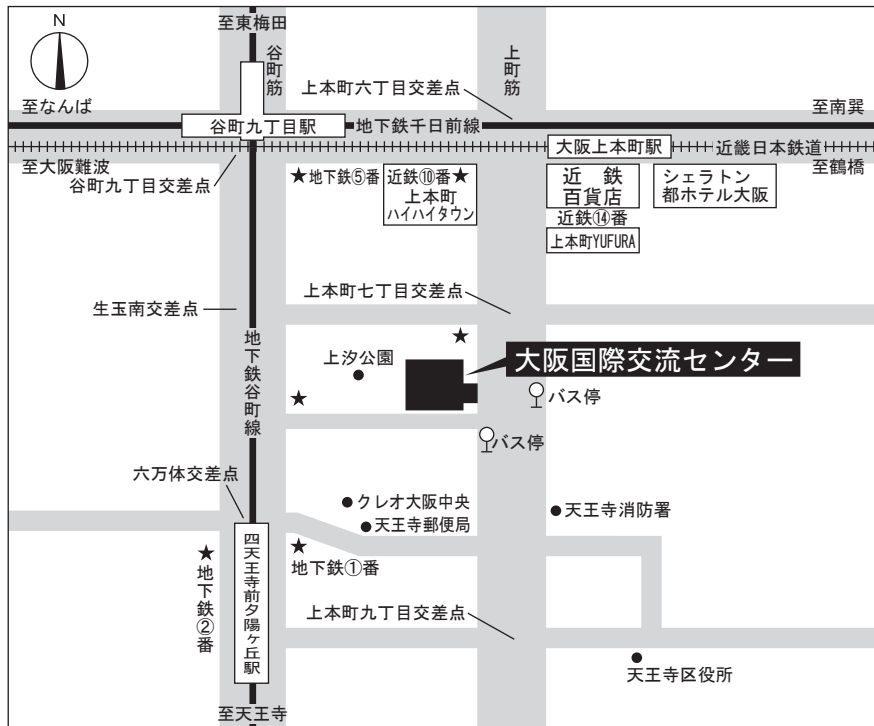 N
至東梅田
谷町筋
上町筋
上本町六丁目交差点
至なんば
至南巽
谷町九丁目駅
地下鉄千日前線
大阪上本町駅
近畿日本鉄道
至大阪難波
至鶴橋
谷町九丁目交差点
★地下鉄⑤番
近鉄⑩番★
上本町
ハイハイタウン
近鉄
百貨店
シェラトン
都ホテル大阪
近鉄⑭番
上本町YUFURA
上本町七丁目交差点
生玉南交差点
★
地下鉄谷町線
上汐公園
大阪国際交流センター
★
バス停
バス停
六万体交差点
クレオ大阪中央
天王寺郵便局
天王寺消防署
★
地下鉄②番
四天王寺前夕陽ヶ丘駅
★
地下鉄①番
上本町九丁目交差点
天王寺区役所
至天王寺